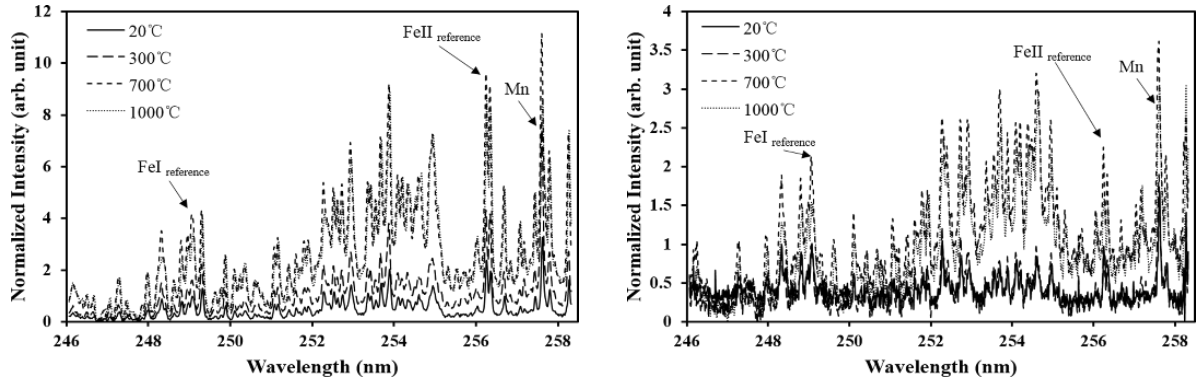 12
10
8
6
4
2
0
Normalized Intensity (arb. unit)
20℃
300℃
700℃
1000℃
FeI reference
FeII reference
Mn
246 248 250 252 254 256 258
Wavelength (nm)
4
3.5
3
2.5
2
1.5
1
0.5
0
Normalized Intensity (arb. unit)
20℃
300℃
700℃
1000℃
FeI reference
FeII reference
Mn
246 248 250 252 254 256 258
Wavelength (nm)